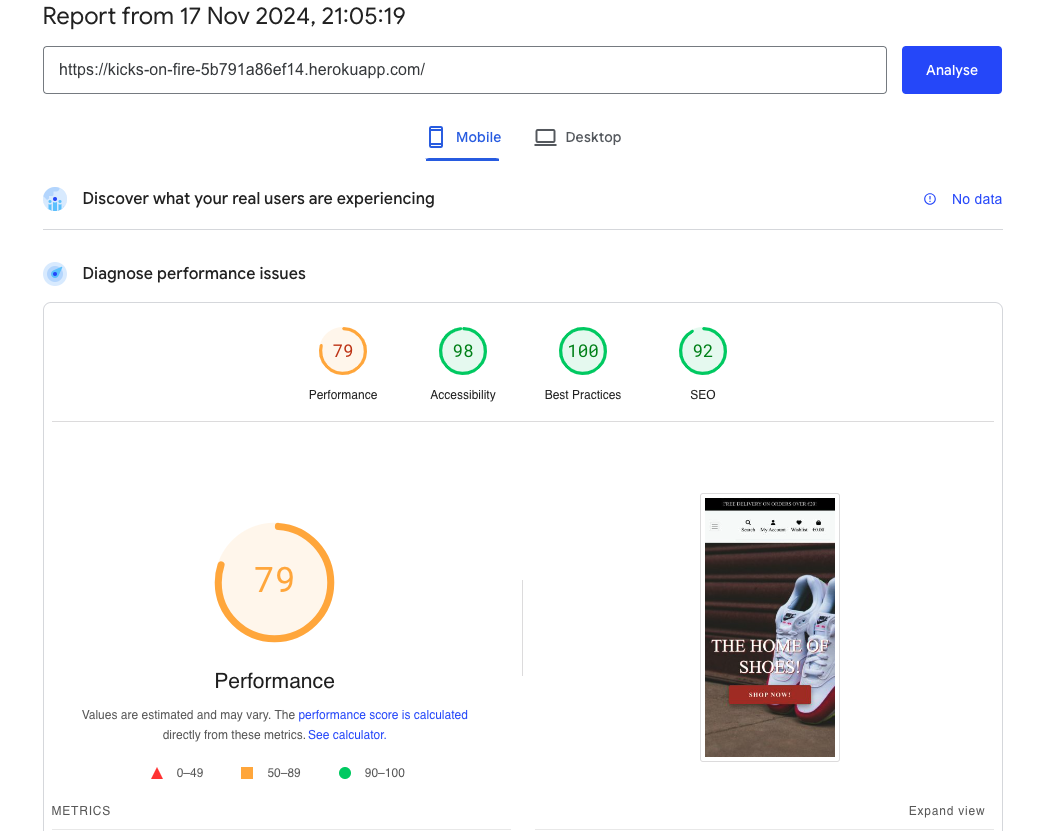 Report from 17 Nov 2024, 21:05:19
https://kicks-on-fire-5b791a86ef14.herokuapp.com/
Analyse
Mobile
Desktop
Discover what your real users are experiencing
No data
Diagnose performance issues
79
98
100
92
Performance
Accessibility
Best Practices
SEO
FREE DELIVERY ON ORDERS OVER £20!
Search
My Account
Wishlist
£0.00
THE HOME OF
SHOES!
SHOP NOW!
79
Performance
Values are estimated and may vary. The performance score is calculated
directly from these metrics. See calculator.
0–49
50–89
90–100
METRICS
Expand view